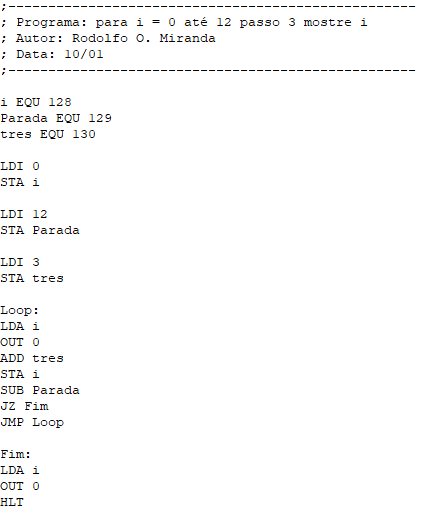 ;---------------------------------------------------
; Programa: para i = 0 até 12 passo 3 mostre i
; Autor: Rodolfo O. Miranda
; Data: 10/01
;---------------------------------------------------
i EQU 128
Parada EQU 129
tres EQU 130
LDI 0
STA i
LDI 12
STA Parada
LDI 3
STA tres
Loop:
LDA i
OUT 0
ADD tres
STA i
SUB Parada
JZ Fim
JMP Loop
Fim:
LDA i
OUT 0
HLT